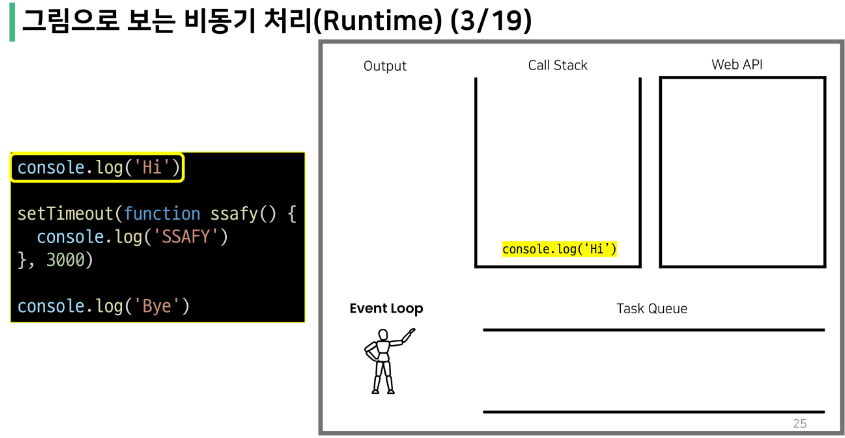 그림으로 보는 비동기 처리(Runtime) (3/19)
console.log('Hi')
setTimeout(function ssafy() {
  console.log('SSAFY')
}, 3000)
console.log('Bye')
Output
Call Stack
Web API
console.log('Hi')
Event Loop
Task Queue
25